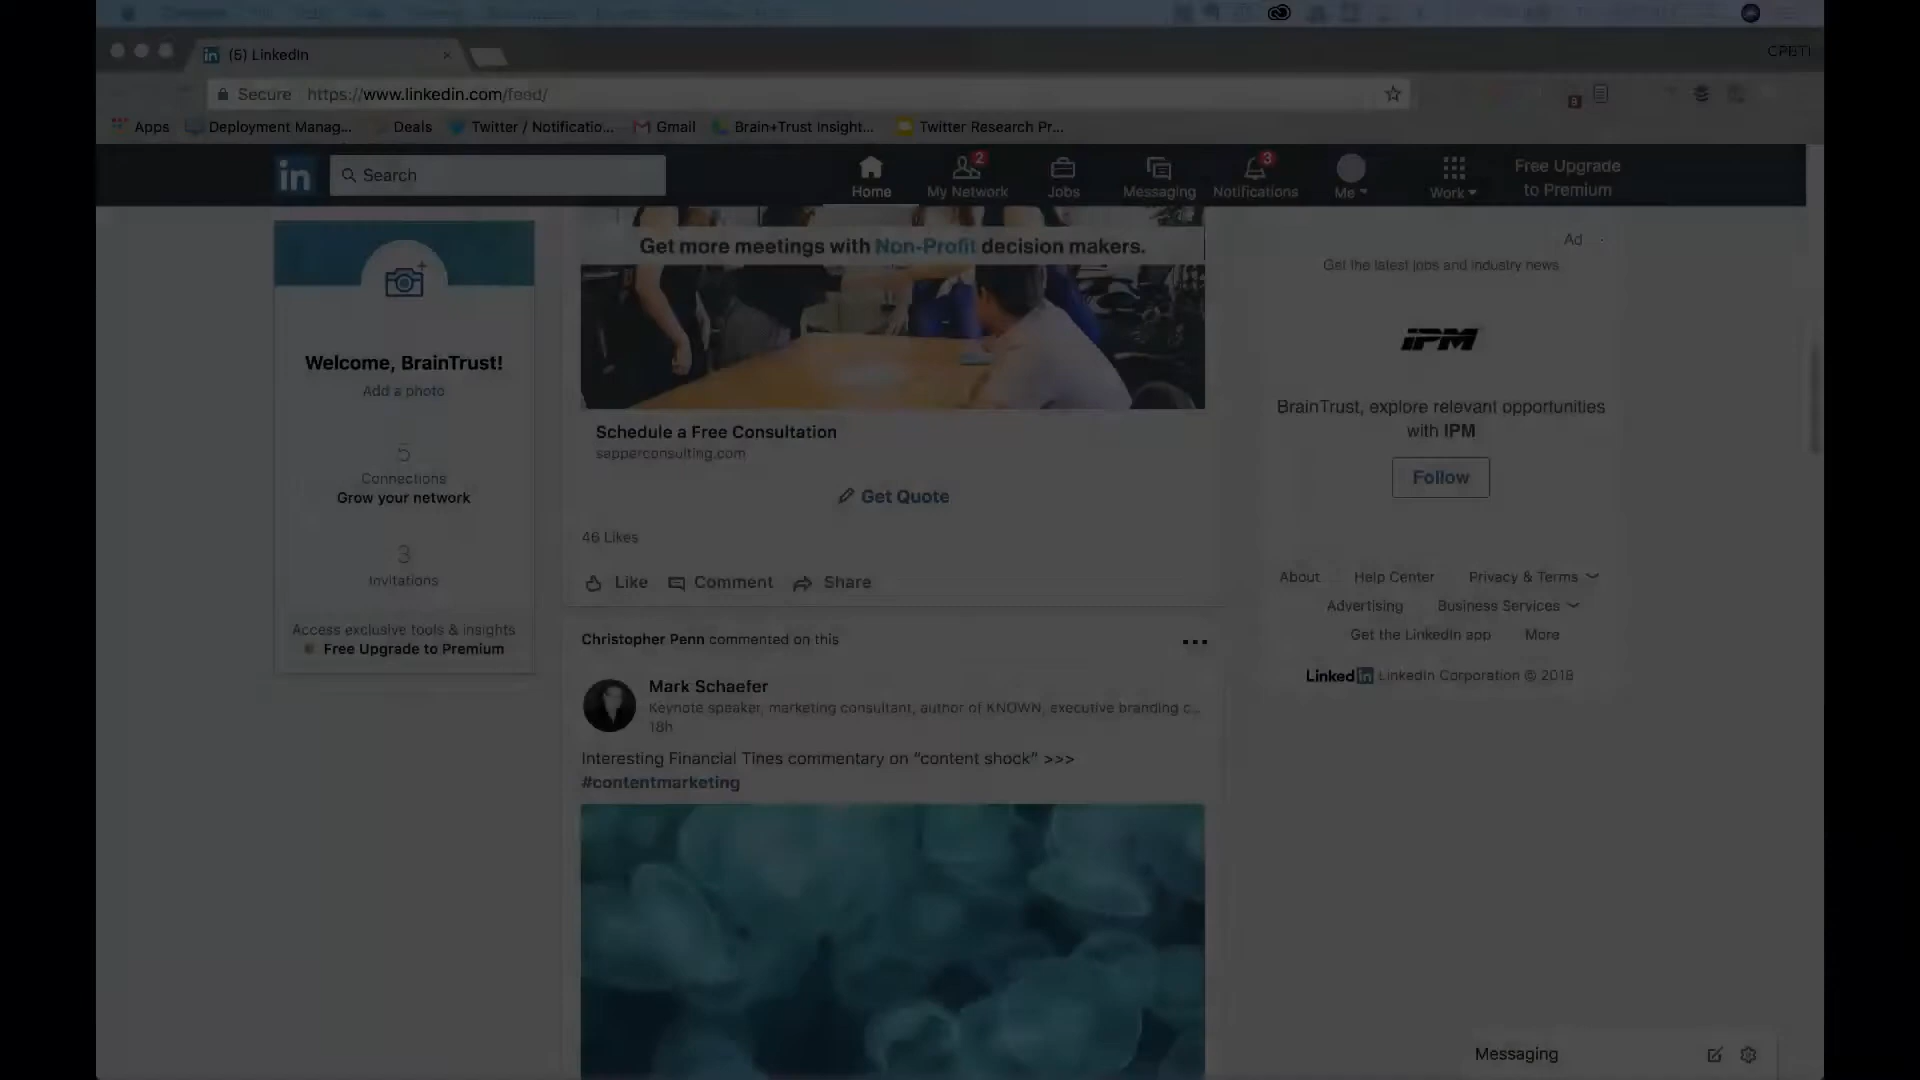 (5) LinkedIn
CPBTI
Secure https://www.linkedin.com/feed/
Apps Deployment Manag... Deals Twitter / Notificatio... Gmail Brain+Trust Insight... Twitter Research Pr...
in Search Home My Network 2 Jobs Messaging Notifications 3 Me Work Free Upgrade to Premium
Get more meetings with Non-Profit decision makers.
Schedule a Free Consultation
sapperconsulting.com
Get Quote
46 Likes
Like Comment Share
Welcome, BrainTrust!
Add a photo
5
Connections
Grow your network
3
Invitations
Access exclusive tools & insights
Free Upgrade to Premium
Christopher Penn commented on this
Mark Schaefer
Keynote speaker, marketing consultant, author of KNOWN, executive branding c...
18h
Interesting Financial Tines commentary on “content shock” >>>
#contentmarketing
Ad
Get the latest jobs and industry news
IPM
BrainTrust, explore relevant opportunities
with IPM
Follow
About Help Center Privacy & Terms
Advertising Business Services
Get the LinkedIn app More
LinkedIn LinkedIn Corporation © 2018
Messaging